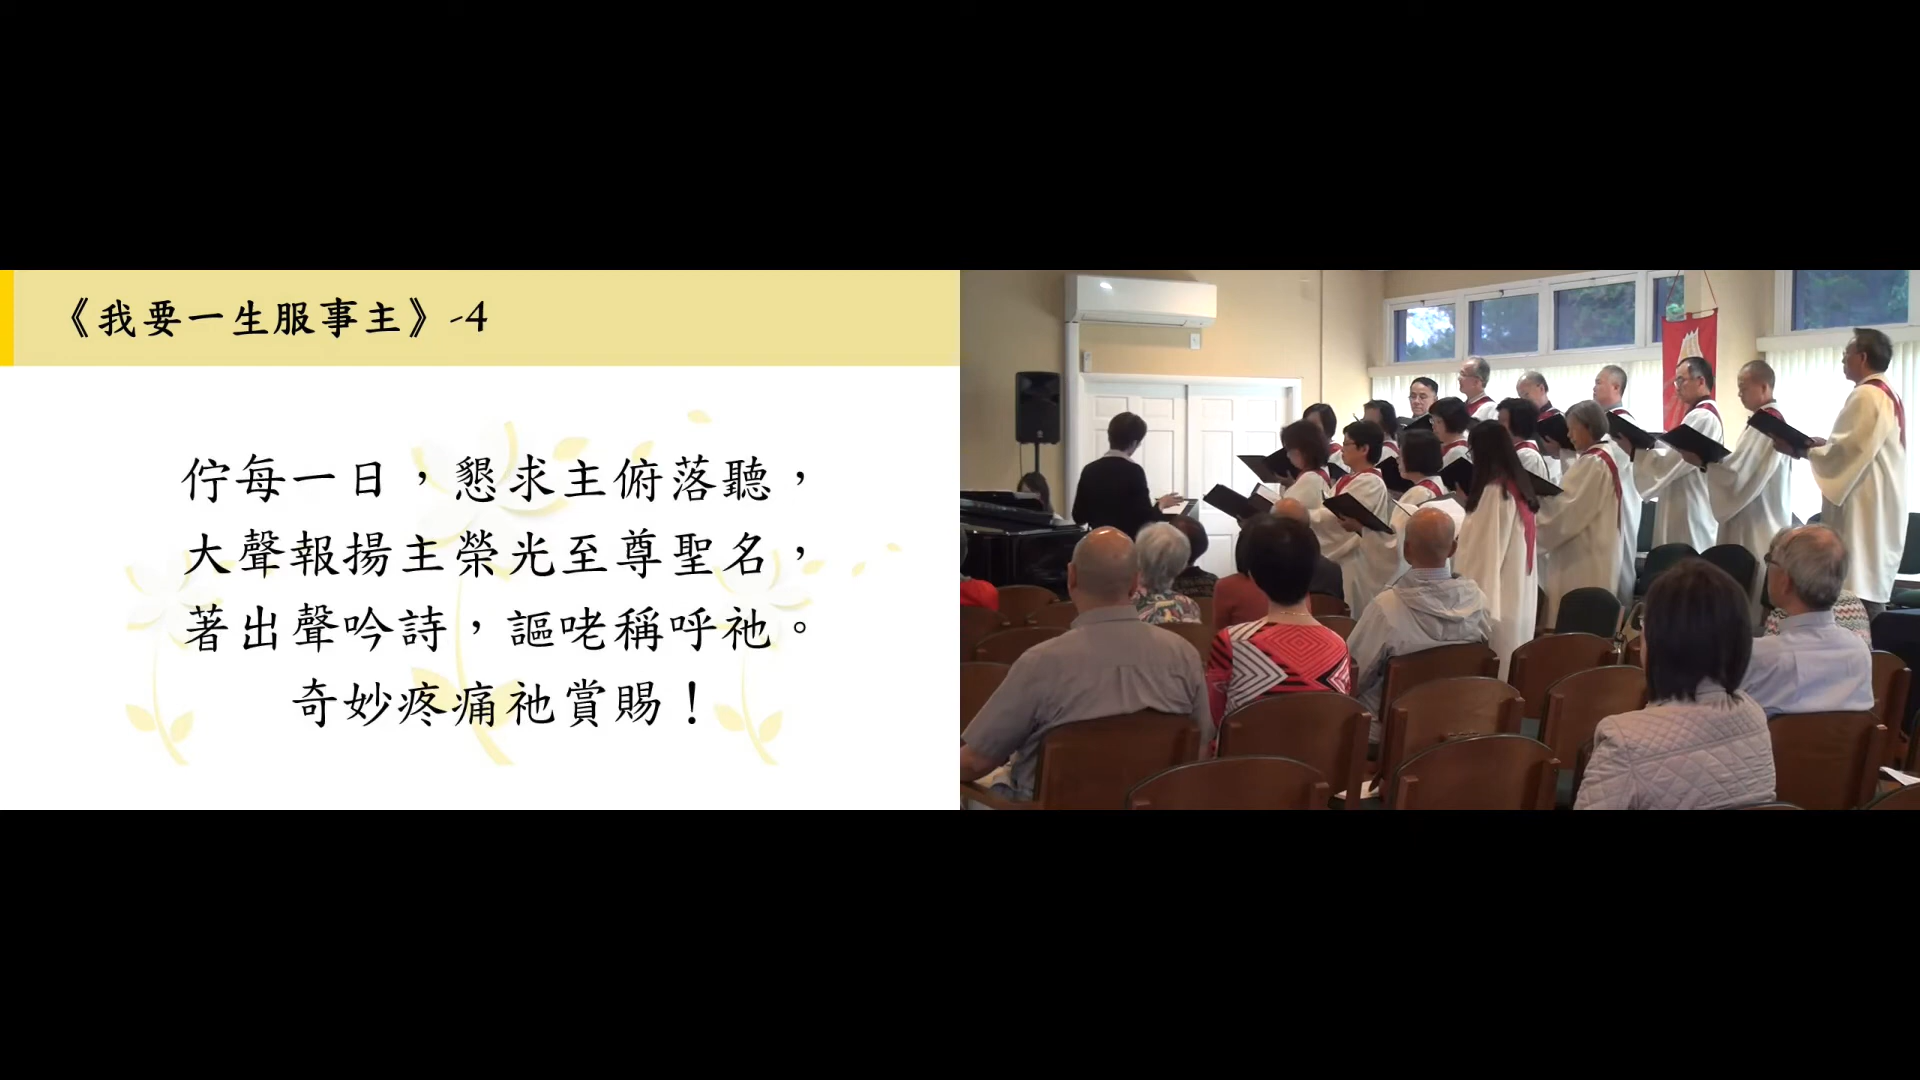 《我要一生服事主》-4
佇每一日，懇求主俯落聽，
大聲報揚主榮光至尊聖名，
著出聲吟詩，謳咾稱呼祂。
奇妙疼痛祂賞賜！